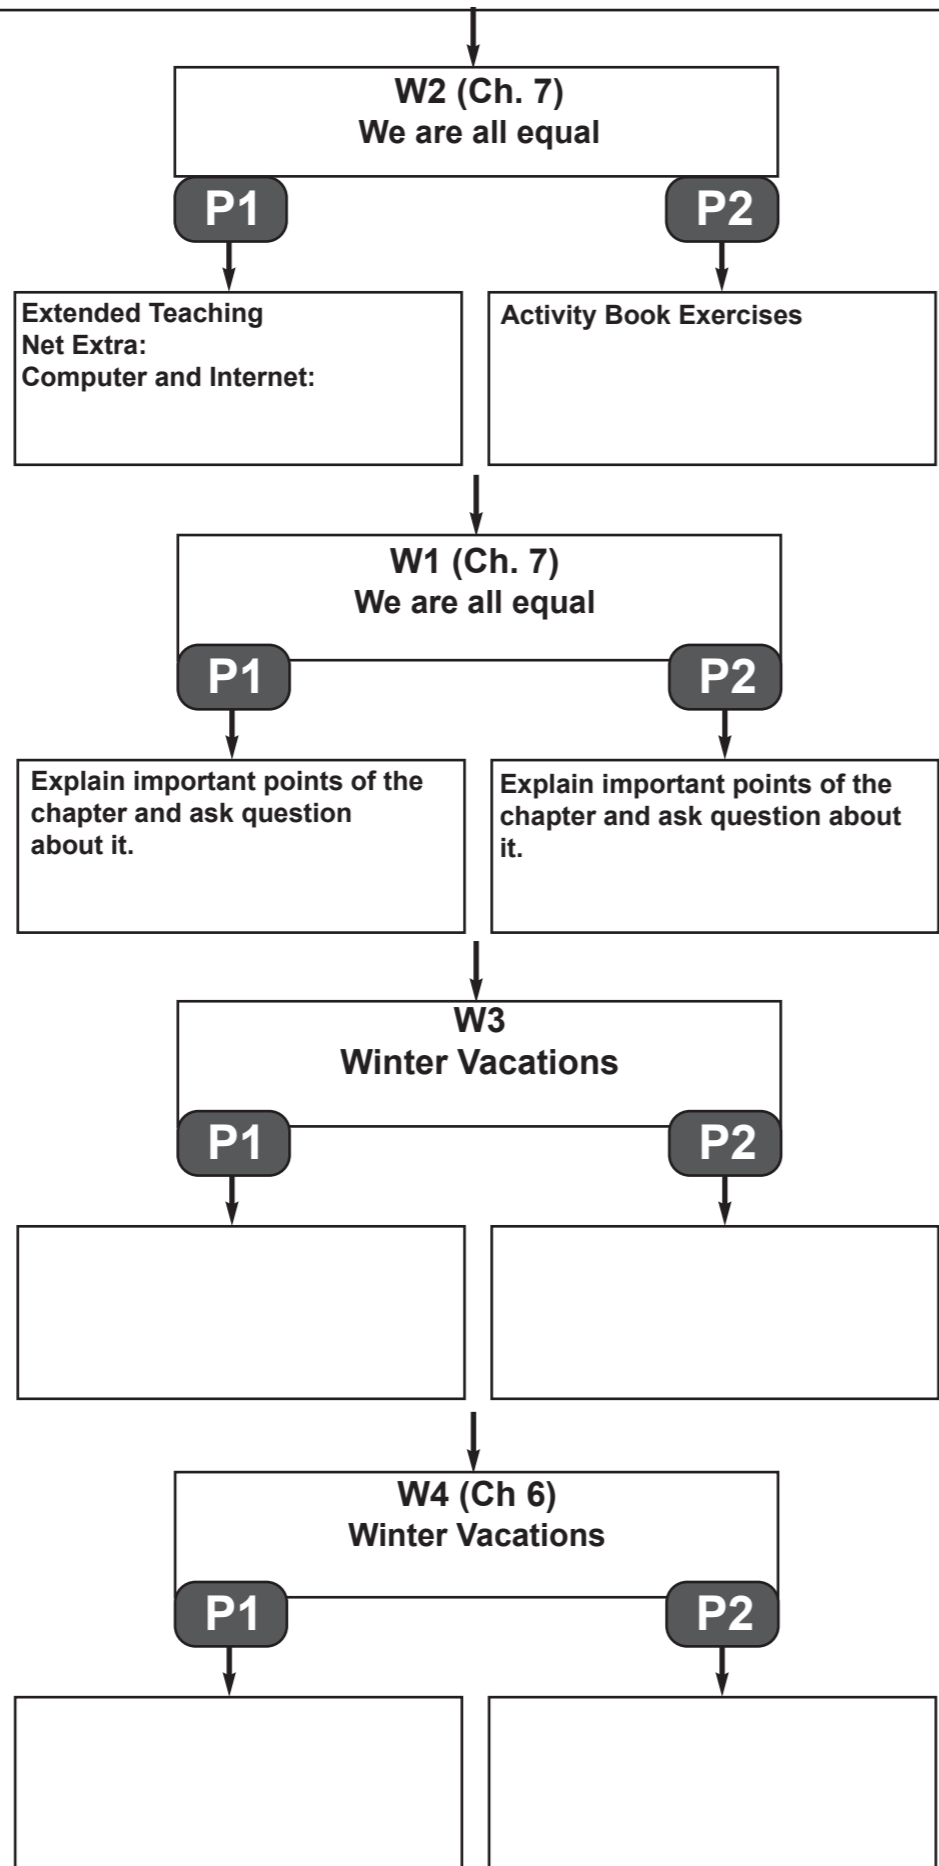 W2 (Ch. 7)
We are all equal
P1
P2
Extended Teaching
Net Extra:
Computer and Internet:
Activity Book Exercises
W1 (Ch. 7)
We are all equal
P1
P2
Explain important points of the
chapter and ask question
about it.
Explain important points of the
chapter and ask question about
it.
W3
Winter Vacations
P1
P2
W4 (Ch 6)
Winter Vacations
P1
P2